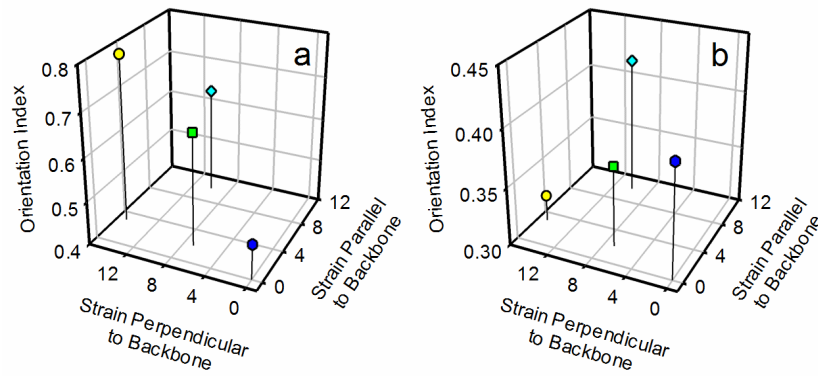 a
0.8
0.7
0.6
0.5
0.4
Orientation Index
12
8
4
0
Strain Perpendicular
to Backbone
0
4
8
12
Strain Parallel
to Backbone
b
0.45
0.40
0.35
0.30
Orientation Index
12
8
4
0
Strain Perpendicular
to Backbone
0
4
8
12
Strain Parallel
to Backbone